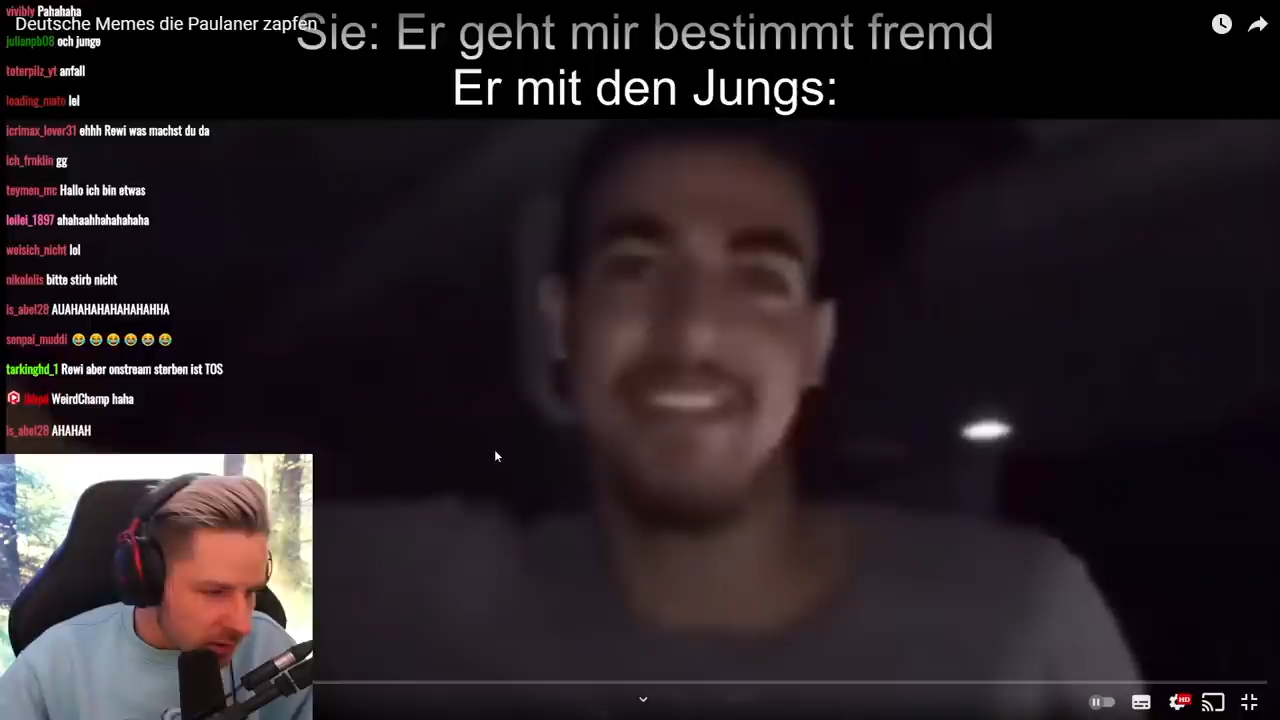 vivibly Pahahaha
Deutsche Memes die Paulaner zapfen
julianpb08 och junge
toterpilz_yt anfall
loading_mato lel
icrimax_lover31 ehhh Rewi was machst du da
ich_frnklin gg
teymen_mc Hallo ich bin etwas
loilei_1897 ahahaahhahahahaha
welsich_nicht lol
nikololis bitte stirb nicht
is_abel28 AUAHAHAHAHAHAHAHHA
senpai_muddi 😂 😂 😂 😂 😂 😂
tarkinghd_1 Rewi aber onstream sterben ist TOS
WeirdChamp haha
is_abel28 AHAHAH
Sie: Er geht mir bestimmt fremd
Er mit den Jungs:
HD